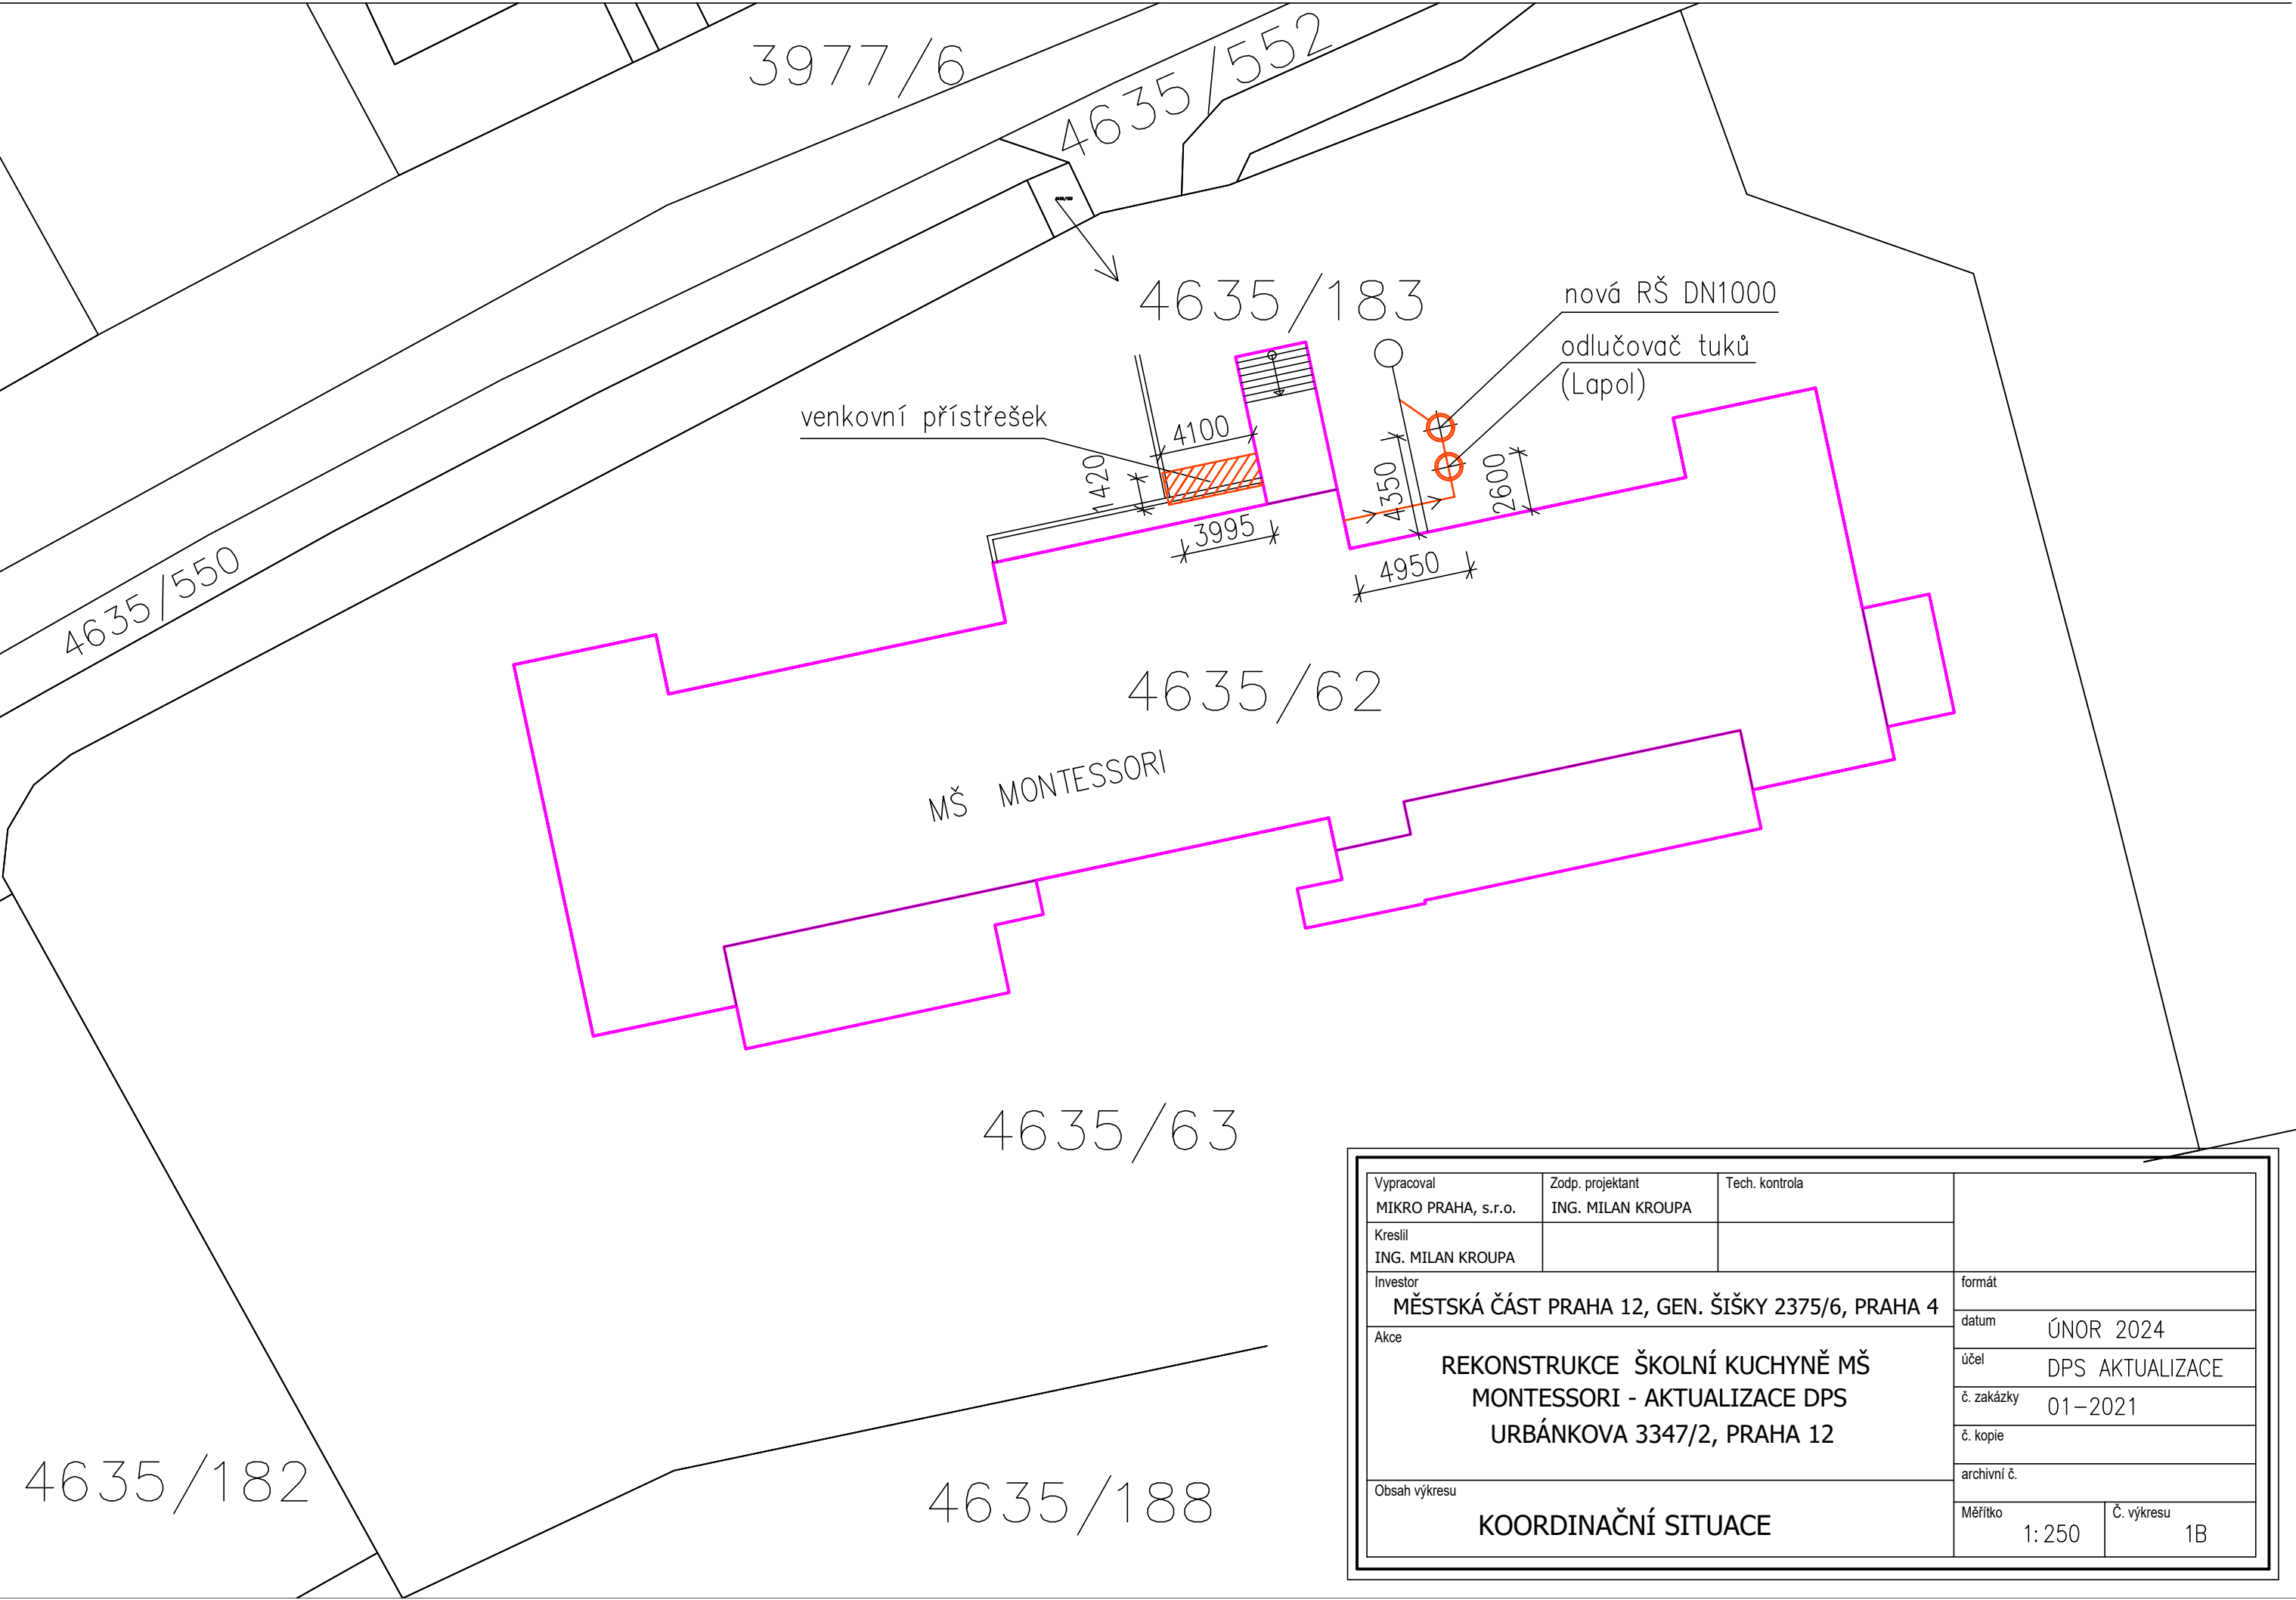 3977/6
4635/552
4635/183
nová RŠ DN1000
odlučovač tuků
(Lapol)
venkovní přístřešek
4100
1420
3995
4350
2600
4950
4635/550
4635/62
MŠ MONTESSORI
4635/63
4635/182
4635/188
Vypracoval
MIKRO PRAHA, s.r.o.
Zodp. projektant
ING. MILAN KROUPA
Tech. kontrola
Kreslil
ING. MILAN KROUPA
Investor
MĚSTSKÁ ČÁST PRAHA 12, GEN. ŠIŠKY 2375/6, PRAHA 4
Akce
REKONSTRUKCE ŠKOLNÍ KUCHYNĚ MŠ
MONTESSORI - AKTUALIZACE DPS
URBÁNKOVA 3347/2, PRAHA 12
Obsah výkresu
KOORDINAČNÍ SITUACE
formát
datum
ÚNOR 2024
účel
DPS AKTUALIZACE
č. zakázky
01-2021
č. kopie
archivní č.
Měřítko
1:250
Č. výkresu
1B